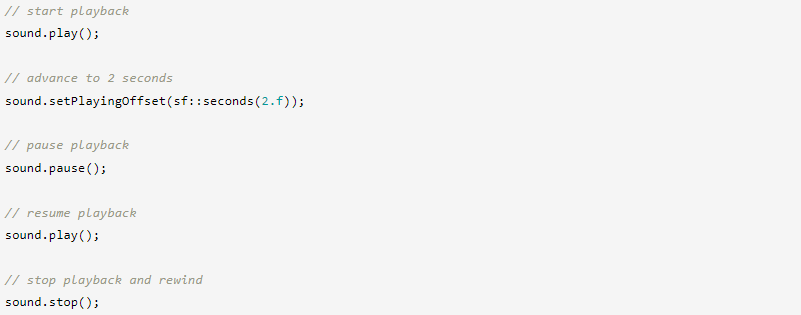 // start playback
sound.play();
// advance to 2 seconds
sound.setPlayingOffset(sf::seconds(2.f));
// pause playback
sound.pause();
// resume playback
sound.play();
// stop playback and rewind
sound.stop();